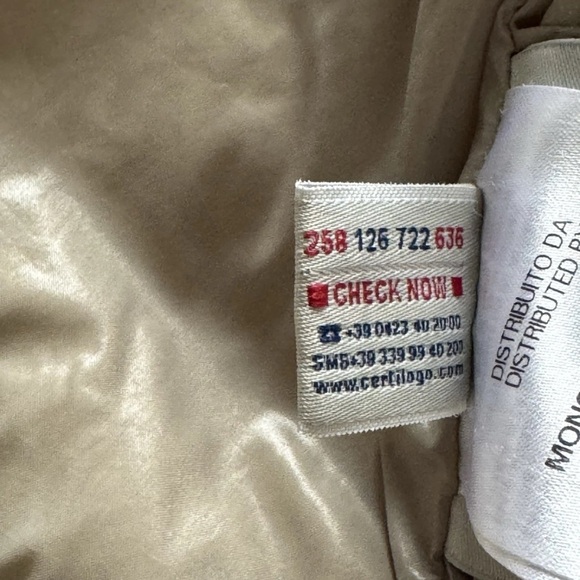 258 126 722 636
CHECK NOW
+39 0423 40 20 00
SMS+39 339 99 40 200
www.certilogo.com
DISTRIBUITO DA
DISTRIBUTED